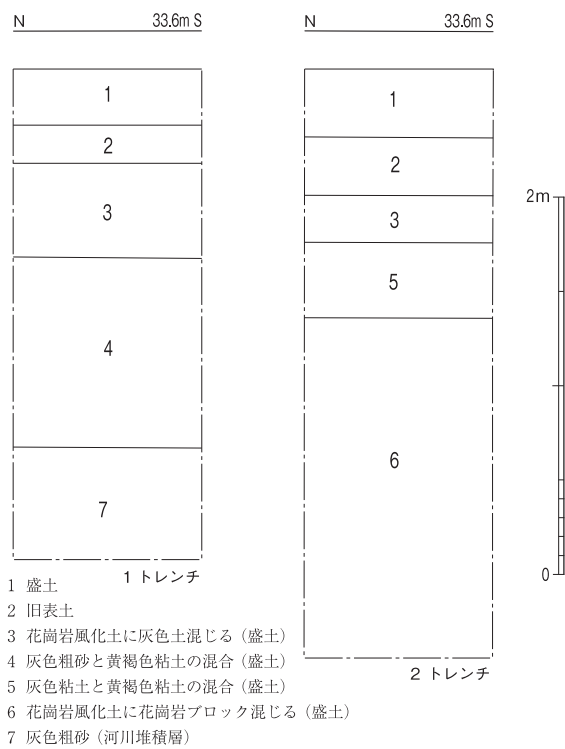 N 33.6m S
1
2
3
4
7
1 トレンチ
N 33.6m S
1
2
3
5
6
2 トレンチ
2m
0
1 盛土
2 旧表土
3 花崗岩風化土に灰色土混じる（盛土）
4 灰色粗砂と黄褐色粘土の混合（盛土）
5 灰色粘土と黄褐色粘土の混合（盛土）
6 花崗岩風化土に花崗岩ブロック混じる（盛土）
7 灰色粗砂（河川堆積層）